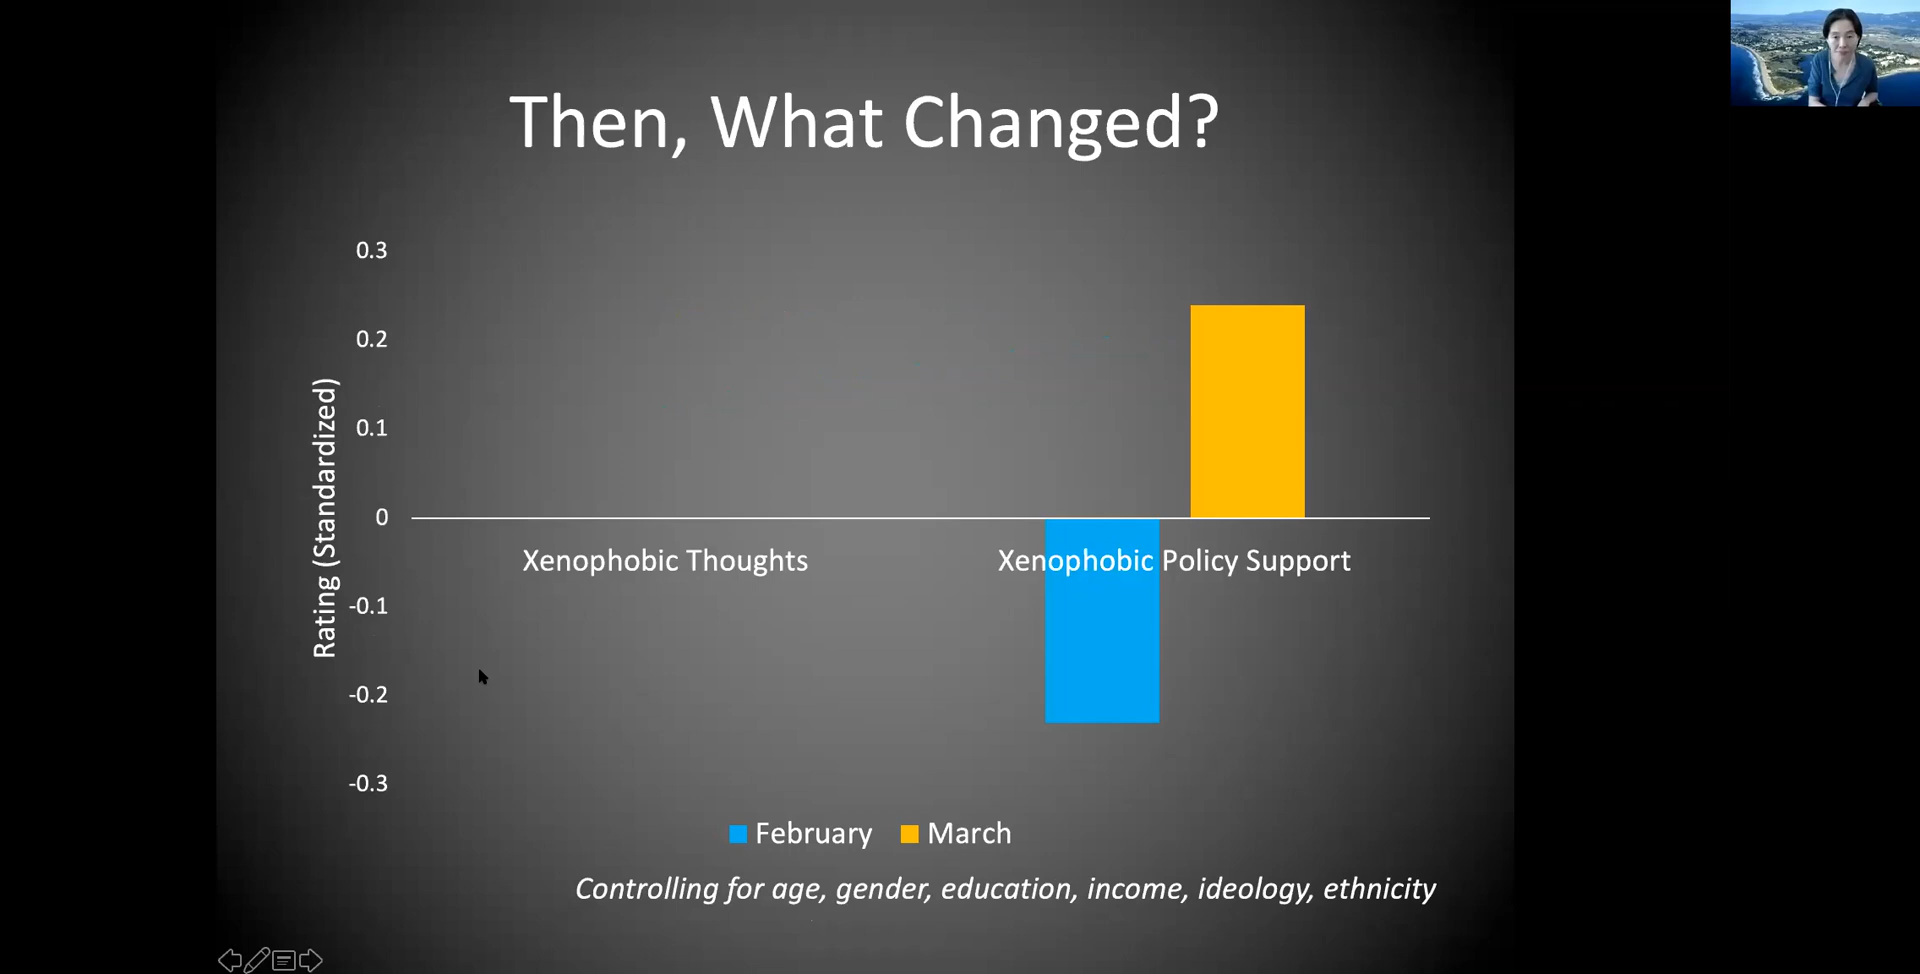 Then, What Changed?
0.3
0.2
0.1
0
-0.1
-0.2
-0.3
Rating (Standardized)
Xenophobic Thoughts
Xenophobic Policy Support
February
March
Controlling for age, gender, education, income, ideology, ethnicity